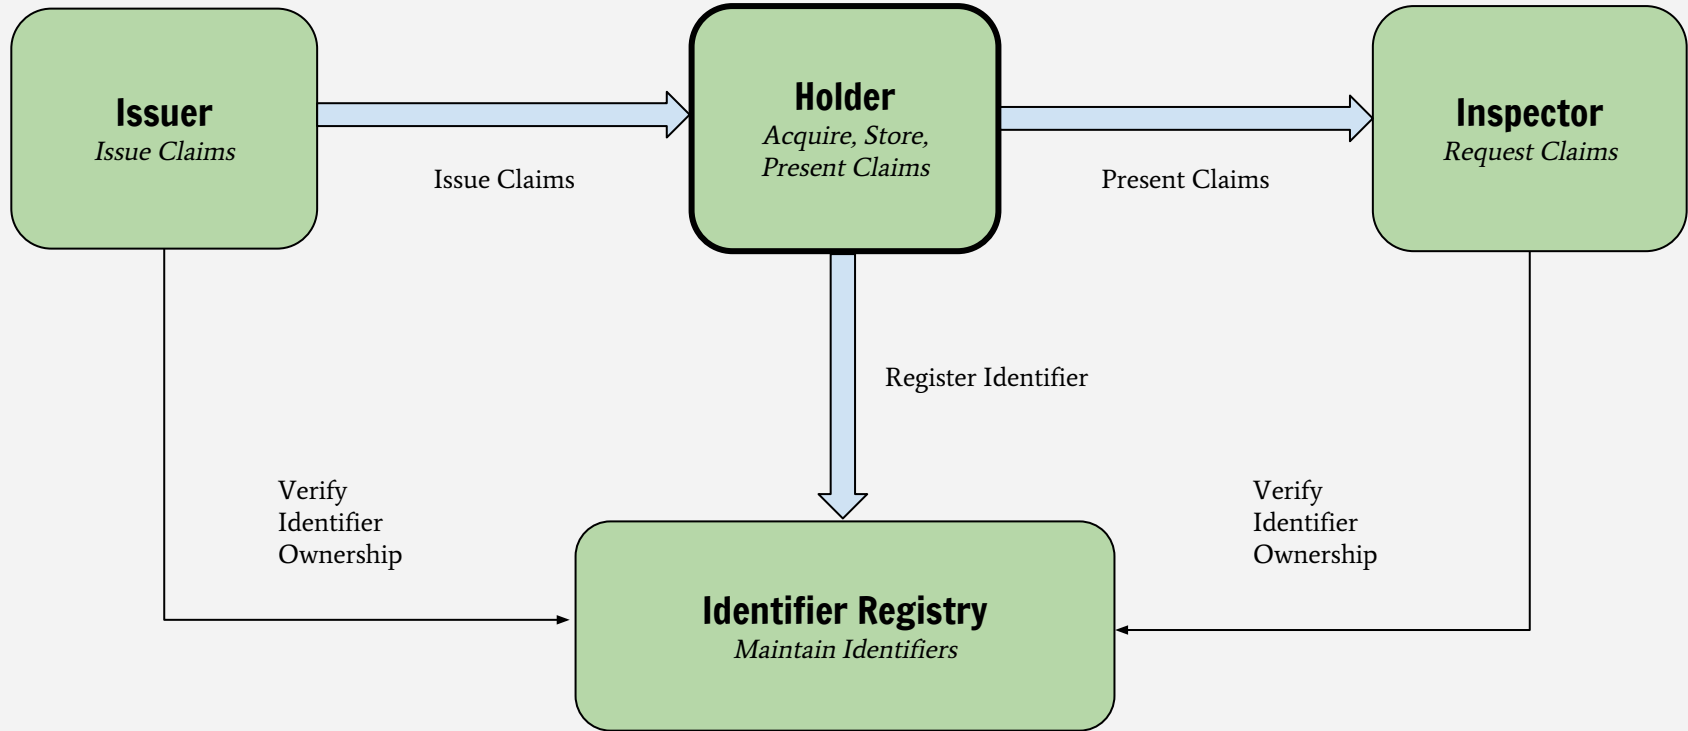 Issuer
Issue Claims
Holder
Acquire, Store,
Present Claims
Inspector
Request Claims
Issue Claims
Present Claims
Register Identifier
Verify
Identifier
Ownership
Verify
Identifier
Ownership
Identifier Registry
Maintain Identifiers